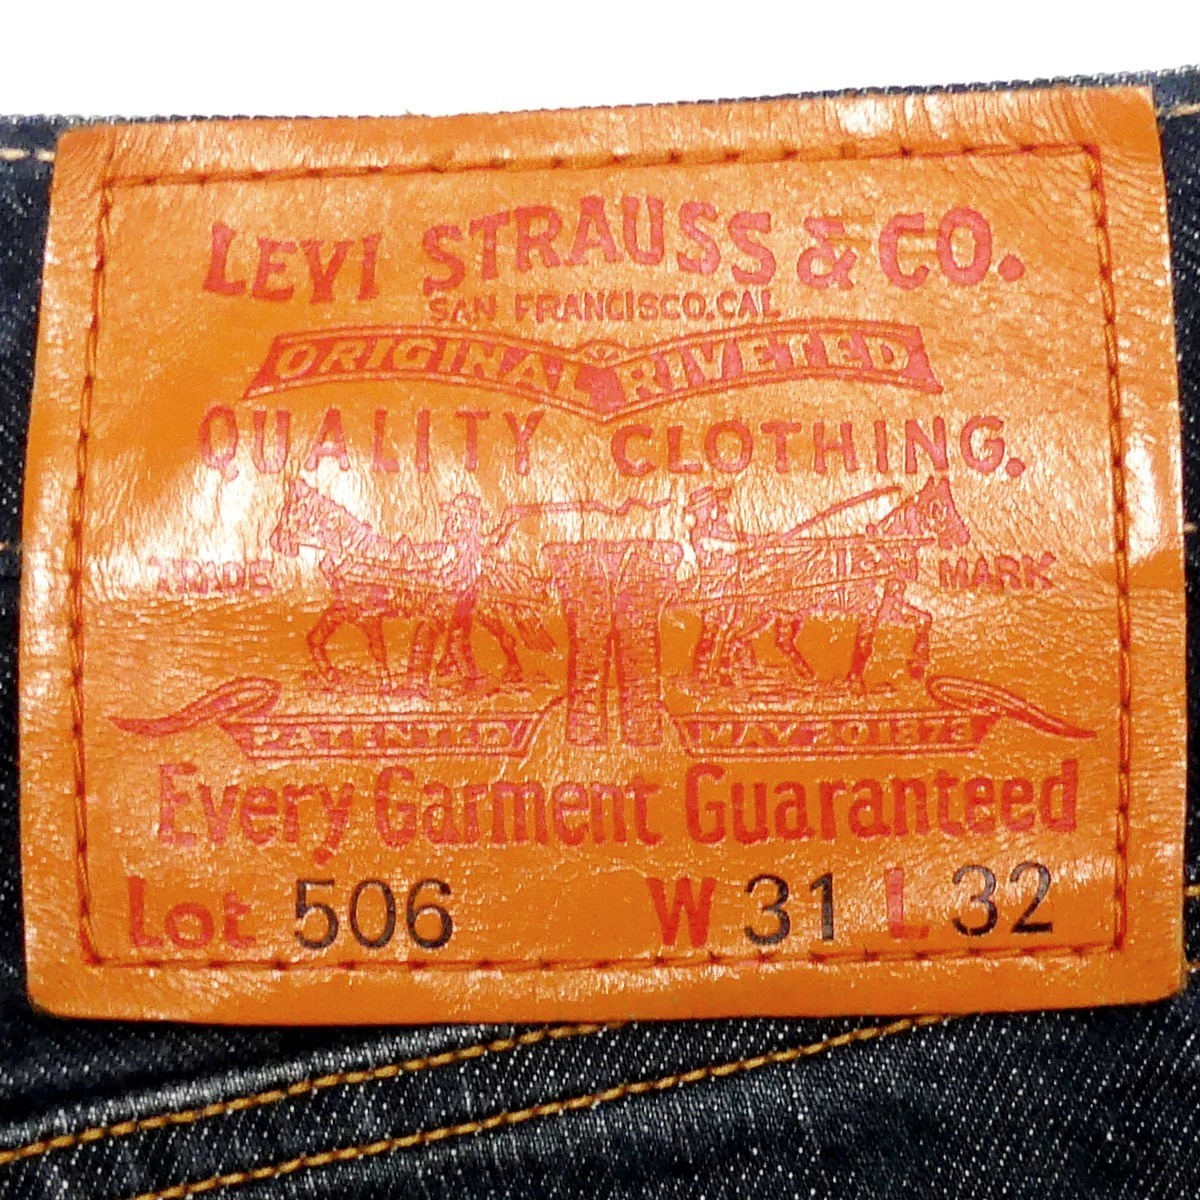 LEVI STRAUSS & CO.
SAN FRANCISCO, CAL
ORIGINAL RIVETED
QUALITY CLOTHING.
TRADE MARK
PATENTED MAY 20 1873
Every Garment Guaranteed
Lot 506 W 31 L 32